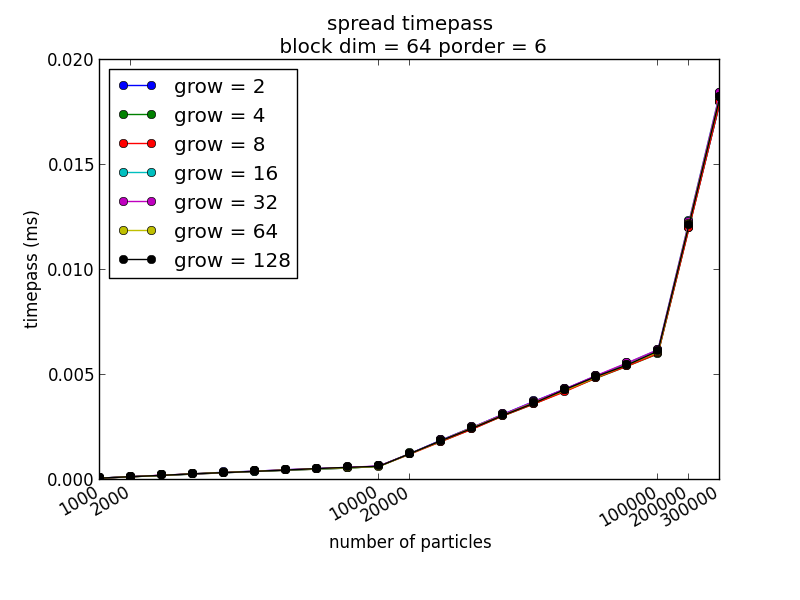 spread timepass
block dim = 64 porder = 6
0.020
0.015
0.010
0.005
0.000
timepass (ms)
grow = 2
grow = 4
grow = 8
grow = 16
grow = 32
grow = 64
grow = 128
1000
2000
10000
20000
100000
200000
300000
number of particles